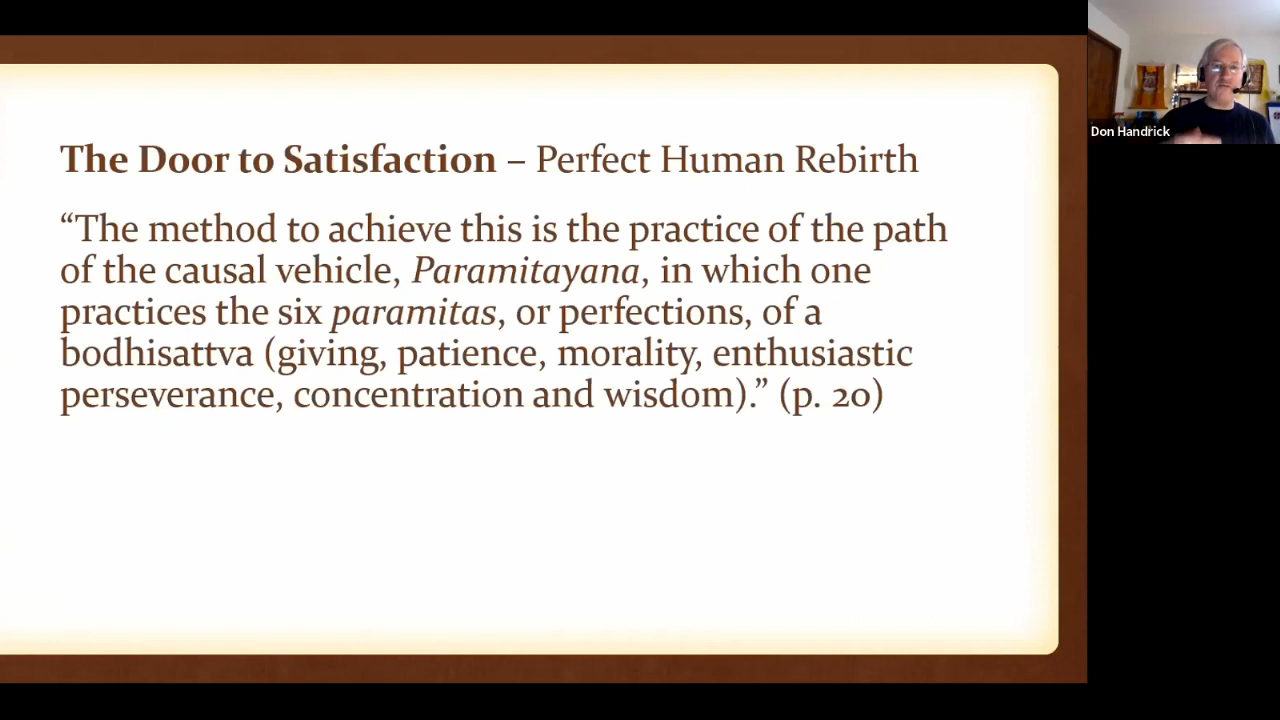 The Door to Satisfaction – Perfect Human Rebirth
“The method to achieve this is the practice of the path
of the causal vehicle, Paramitayana, in which one
practices the six paramitas, or perfections, of a
bodhisattva (giving, patience, morality, enthusiastic
perseverance, concentration and wisdom).” (p. 20)
Don Handrick